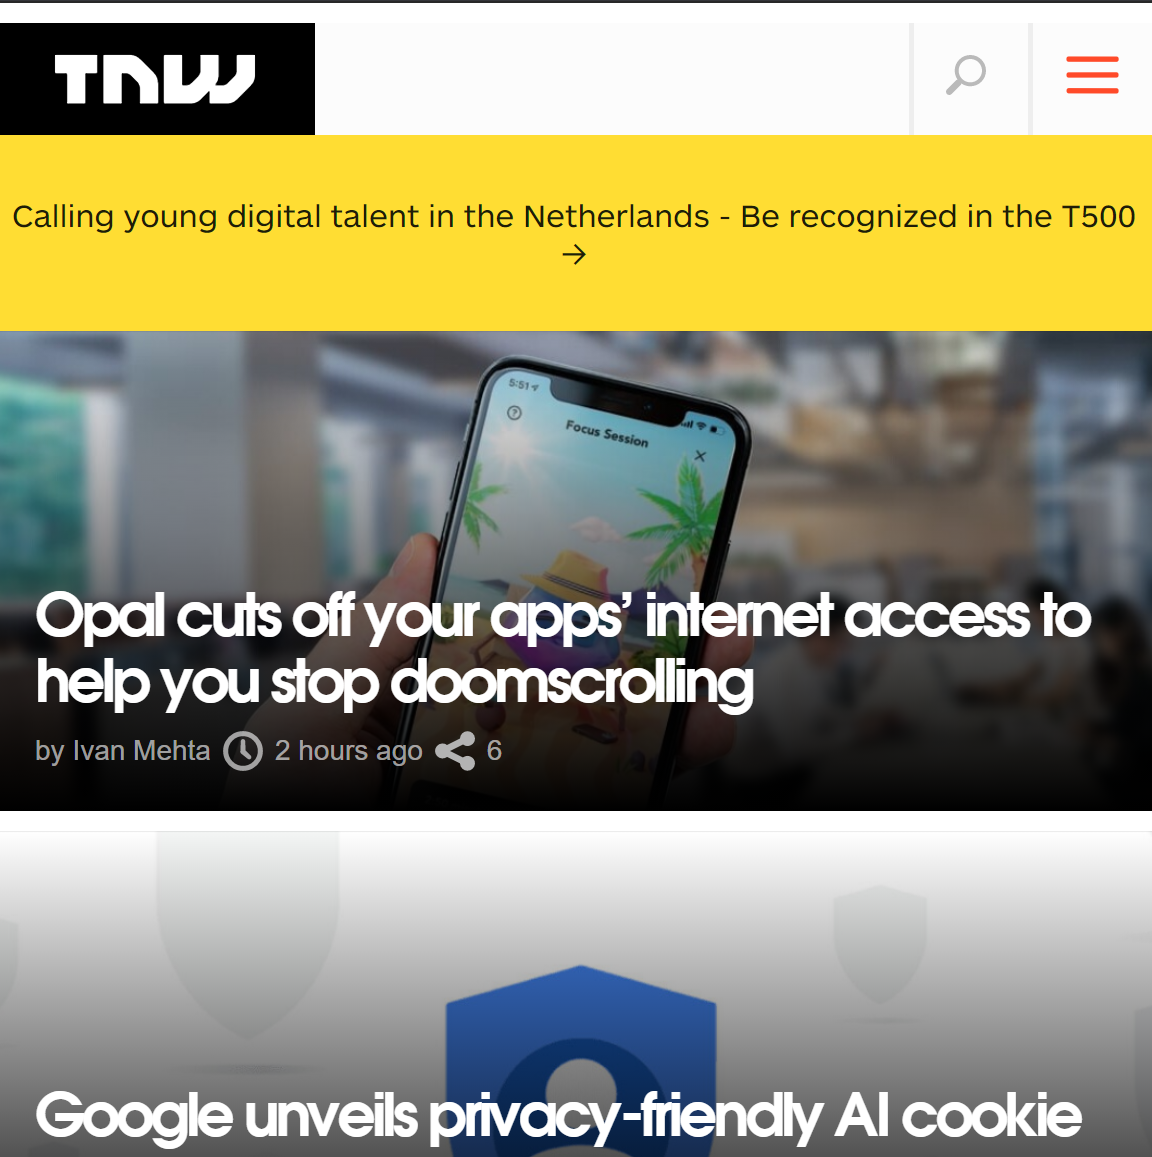 TNW
Calling young digital talent in the Netherlands - Be recognized in the T500
→
5:51
?
Focus Session
Opal cuts off your apps’ internet access to
help you stop doomscrolling
by Ivan Mehta 2 hours ago 6
Google unveils privacy-friendly AI cookie